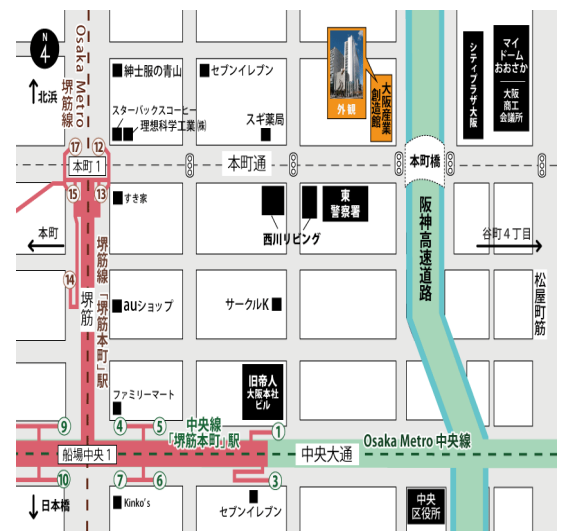 N
4
北浜
Osaka Metro
堺筋線
紳士服の青山
セブンイレブン
スターバックスコーヒー
理想科学工業㈱
スギ薬局
外観
大阪産業
創造館
シティプラザ大阪
マイ
ドーム
おおさか
大阪
商工
会議所
17
12
本町1
本町通
本町橋
15
13
すき家
西川リビング
東
警察署
阪神高速道路
本町
谷町4丁目
松屋町筋
14
堺筋
堺筋線「堺筋本町」駅
auショップ
サークルK
ファミリーマート
旧帝人
大阪本社
ビル
9
4
5
中央線
「堺筋本町」駅
1
船場中央1
中央大通
Osaka Metro 中央線
10
7
6
3
日本橋
Kinko's
セブンイレブン
中央
区役所